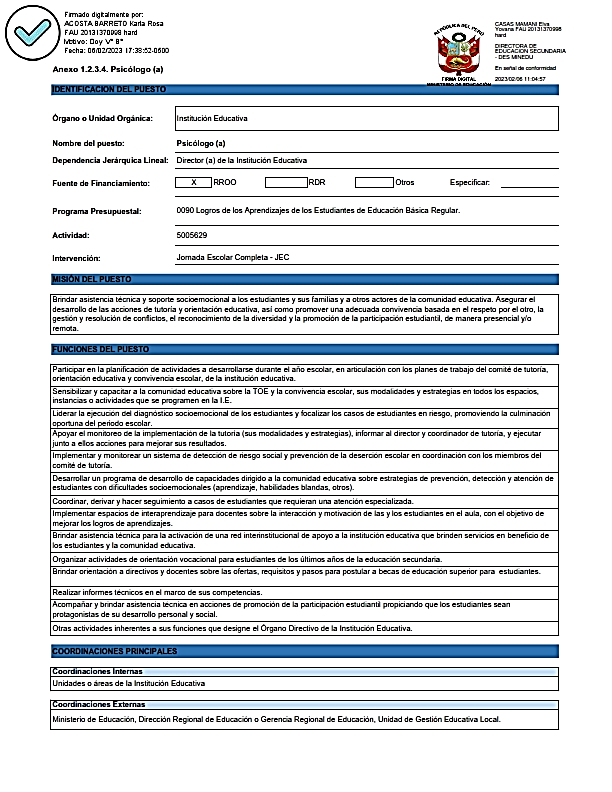 Firmado digitalmente por:
ACOSTA BARRETO Karla Rosa
FAU 20131370998 hard
Motivo: Doy V° B°
Fecha: 06/02/2023 17:38:52-0500
CASAS MAMANI Elva
Yovana FAU 20131370998
hard
DIRECTORA DE
EDUCACION SECUNDARIA
- DES MINEDU
En señal de conformidad
2023/02/06 11:04:57
REPÚBLICA DEL PERÚ
FIRMA DIGITAL
MINISTERIO DE EDUCACIÓN
Anexo 1.2.3.4. Psicólogo (a)
IDENTIFICACION DEL PUESTO
Órgano o Unidad Orgánica: Institución Educativa
Nombre del puesto: Psicólogo (a)
Dependencia Jerárquica Lineal: Director (a) de la Institución Educativa
Fuente de Financiamiento: X RROO RDR Otros Especificar:
Programa Presupuestal: 0090 Logros de los Aprendizajes de los Estudiantes de Educación Básica Regular.
Actividad: 5005629
Intervención: Jornada Escolar Completa - JEC
MISIÓN DEL PUESTO
Brindar asistencia técnica y soporte socioemocional a los estudiantes y sus familias y a otros actores de la comunidad educativa. Asegurar el
desarrollo de las acciones de tutoría y orientación educativa, así como promover una adecuada convivencia basada en el respeto por el otro, la
gestión y resolución de conflictos, el reconocimiento de la diversidad y la promoción de la participación estudiantil, de manera presencial y/o
remota.
FUNCIONES DEL PUESTO
Participar en la planificación de actividades a desarrollarse durante el año escolar, en articulación con los planes de trabajo del comité de tutoría,
orientación educativa y convivencia escolar, de la institución educativa.
Sensibilizar y capacitar a la comunidad educativa sobre la TOE y la convivencia escolar, sus modalidades y estrategias en todos los espacios,
instancias o actividades que se programen en la I.E.
Liderar la ejecución del diagnóstico socioemocional de los estudiantes y focalizar los casos de estudiantes en riesgo, promoviendo la culminación
oportuna del periodo escolar.
Apoyar el monitoreo de la implementación de la tutoría (sus modalidades y estrategias), informar al director y coordinador de tutoría, y ejecutar
junto a ellos acciones para mejorar sus resultados.
Implementar y monitorear un sistema de detección de riesgo social y prevención de la deserción escolar en coordinación con los miembros del
comité de tutoría.
Desarrollar un programa de desarrollo de capacidades dirigido a la comunidad educativa sobre estrategias de prevención, detección y atención de
estudiantes con dificultades socioemocionales (aprendizaje, habilidades blandas, otros).
Coordinar, derivar y hacer seguimiento a casos de estudiantes que requieran una atención especializada.
Implementar espacios de interaprendizaje para docentes sobre la interacción y motivación de las y los estudiantes en el aula, con el objetivo de
mejorar los logros de aprendizajes.
Brindar asistencia técnica para la activación de una red interinstitucional de apoyo a la institución educativa que brinden servicios en beneficio de
los estudiantes y la comunidad educativa.
Organizar actividades de orientación vocacional para estudiantes de los últimos años de la educación secundaria.
Brindar orientación a directivos y docentes sobre las ofertas, requisitos y pasos para postular a becas de educación superior para estudiantes.
Realizar informes técnicos en el marco de sus competencias.
Acompañar y brindar asistencia técnica en acciones de promoción de la participación estudiantil propiciando que los estudiantes sean
protagonistas de su desarrollo personal y social.
Otras actividades inherentes a sus funciones que designe el Órgano Directivo de la Institución Educativa.
COORDINACIONES PRINCIPALES
Coordinaciones Internas
Unidades o áreas de la Institución Educativa
Coordinaciones Externas
Ministerio de Educación, Dirección Regional de Educación o Gerencia Regional de Educación, Unidad de Gestión Educativa Local.